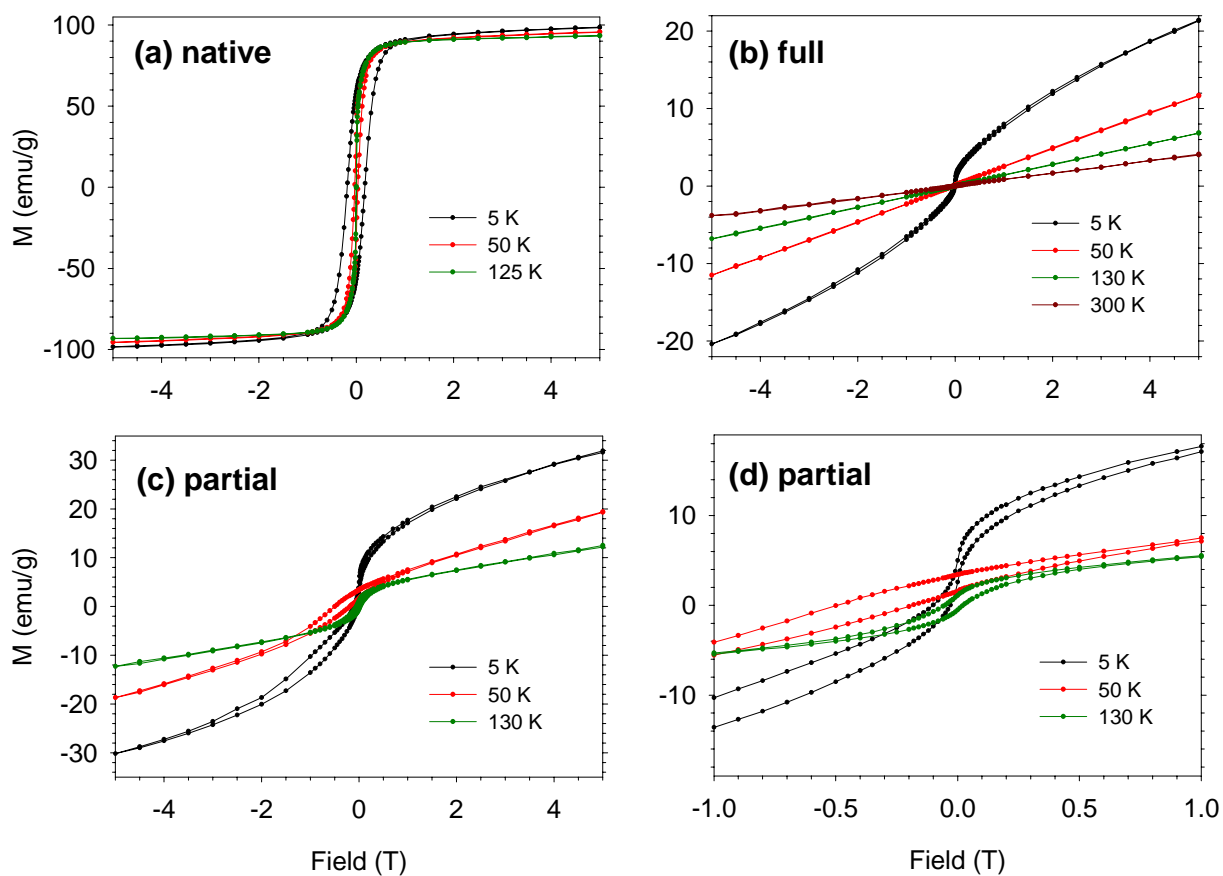 (a) native
M (emu/g)
100
50
0
-50
-100
5 K
50 K
125 K
-4 -2 0 2 4
(b) full
20
10
0
-10
-20
5 K
50 K
130 K
300 K
-4 -2 0 2 4
(c) partial
M (emu/g)
30
20
10
0
-10
-20
-30
5 K
50 K
130 K
-4 -2 0 2 4
Field (T)
(d) partial
10
0
-10
5 K
50 K
130 K
-1.0 -0.5 0.0 0.5 1.0
Field (T)